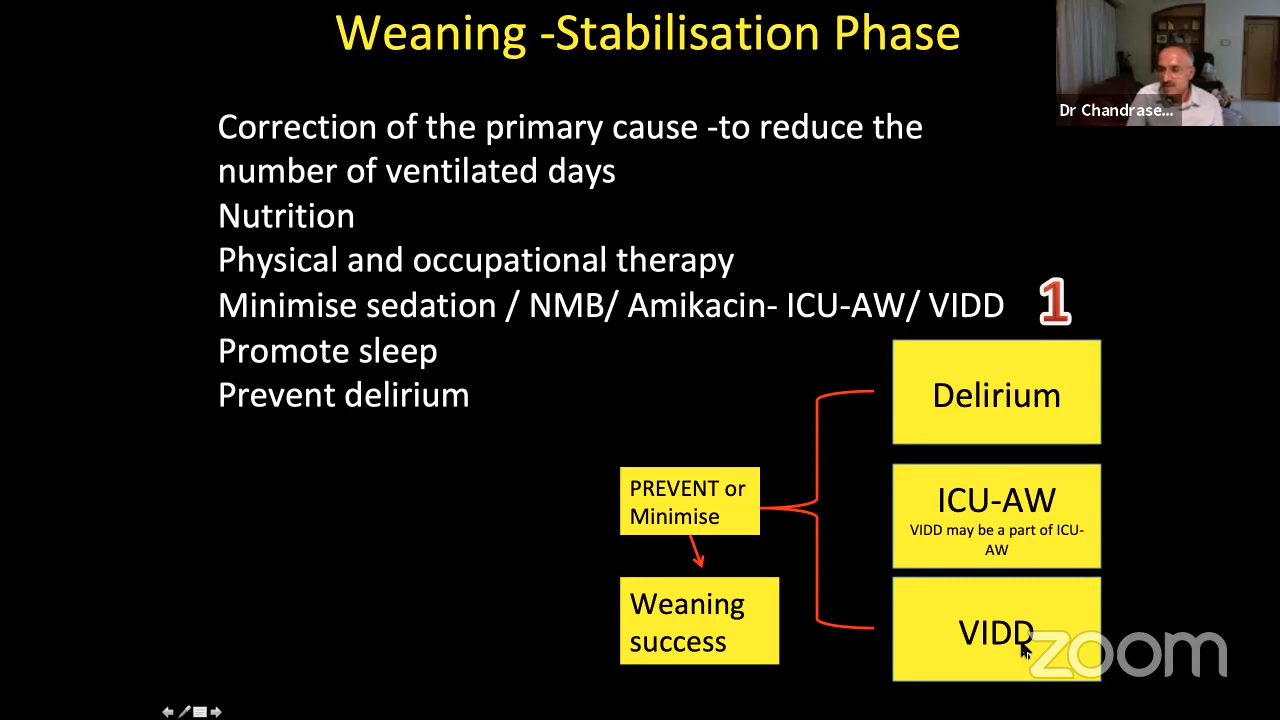 Weaning -Stabilisation Phase
Dr Chandrase...
Correction of the primary cause -to reduce the
number of ventilated days
Nutrition
Physical and occupational therapy
Minimise sedation / NMB/ Amikacin- ICU-AW/ VIDD
1
Promote sleep
Prevent delirium
Delirium
PREVENT or
Minimise
ICU-AW
VIDD may be a part of ICU-
AW
Weaning
success
VIDD
zoom